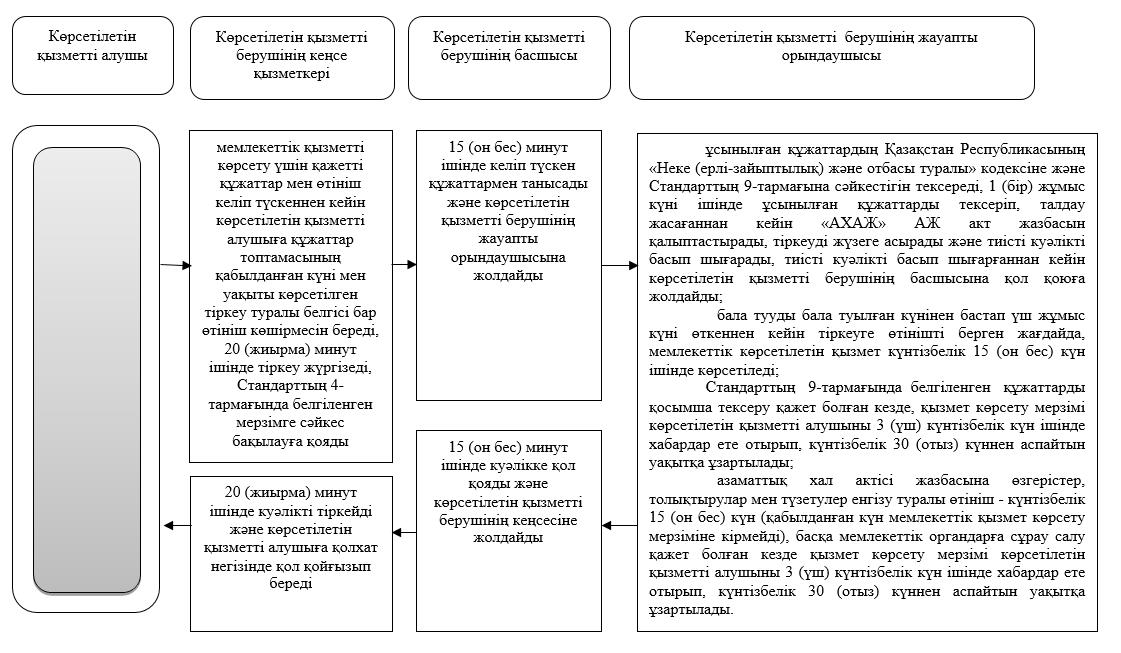 Көрсетілетін
қызметті алушы
Көрсетілетін қызметті
берушінің кеңсе
қызметкері
Көрсетілетін қызметті
берушінің басшысы
Көрсетілетін қызметті берушінің жауапты
орындаушысы
мемлекеттік қызметті
көрсету үшін қажетті
құжаттар мен өтініш
келіп түскеннен кейін
көрсетілетін қызметті
алушыға құжаттар
топтамасының
қабылданған күні мен
уақыты көрсетілген
тіркеу туралы белгісі бар
өтініш көшірмесін береді,
20 (жиырма) минут
ішінде тіркеу жүргізеді,
Стандарттың 4-
тармағында белгіленген
мерзімге сәйкес
бақылауға қояды
15 (он бес) минут
ішінде келіп түскен
құжаттармен танысады
және көрсетілетін
қызметті берушінің
жауапты
орындаушысына
жолдайды
ұсынылған құжаттардың Қазақстан Республикасының
«Неке (ерлі-зайыптылық) және отбасы туралы» кодексіне және
Стандарттың 9-тармағына сәйкестігін тексереді, 1 (бір) жұмыс
күні ішінде ұсынылған құжаттарды тексеріп, талдау
жасағаннан кейін «АХАЖ» АЖ акт жазбасын
қалыптастырады, тіркеуді жүзеге асырады және тиісті куәлікті
басып шығарады, тиісті куәлікті басып шығарғаннан кейін
көрсетілетін қызметті берушінің басшысына қол қоюға
жолдайды;
бала тууды бала туылған күнінен бастап үш жұмыс
күні өткеннен кейін тіркеуге өтінішті берген жағдайда,
мемлекеттік көрсетілетін қызмет күнтізбелік 15 (он бес) күн
ішінде көрсетіледі;
Стандарттың 9-тармағында белгіленген құжаттарды
қосымша тексеру қажет болған кезде, қызмет көрсету мерзімі
көрсетілетін қызметті алушыны 3 (үш) күнтізбелік күн ішінде
хабардар ете отырып, күнтізбелік 30 (отыз) күннен аспайтын
уақытқа ұзартылады;
азаматтық хал актісі жазбасына өзгерістер,
толықтырулар мен түзетулер енгізу туралы өтініш - күнтізбелік
15 (он бес) күн (қабылданған күн мемлекеттік қызмет көрсету
мерзіміне кірмейді), басқа мемлекеттік органдарға сұрау салу
қажет болған кезде қызмет көрсету мерзімі көрсетілетін
қызметті алушыны 3 (үш) күнтізбелік күн ішінде хабардар ете
отырып, күнтізбелік 30 (отыз) күннен аспайтын уақытқа
ұзартылады.
15 (он бес) минут
ішінде куәлікке қол
қояды және
көрсетілетін қызметті
берушінің кеңсесіне
жолдайды
20 (жиырма) минут
ішінде куәлікті тіркейді
және көрсетілетін
қызметті алушыға қолхат
негізінде қол қойғызып
береді